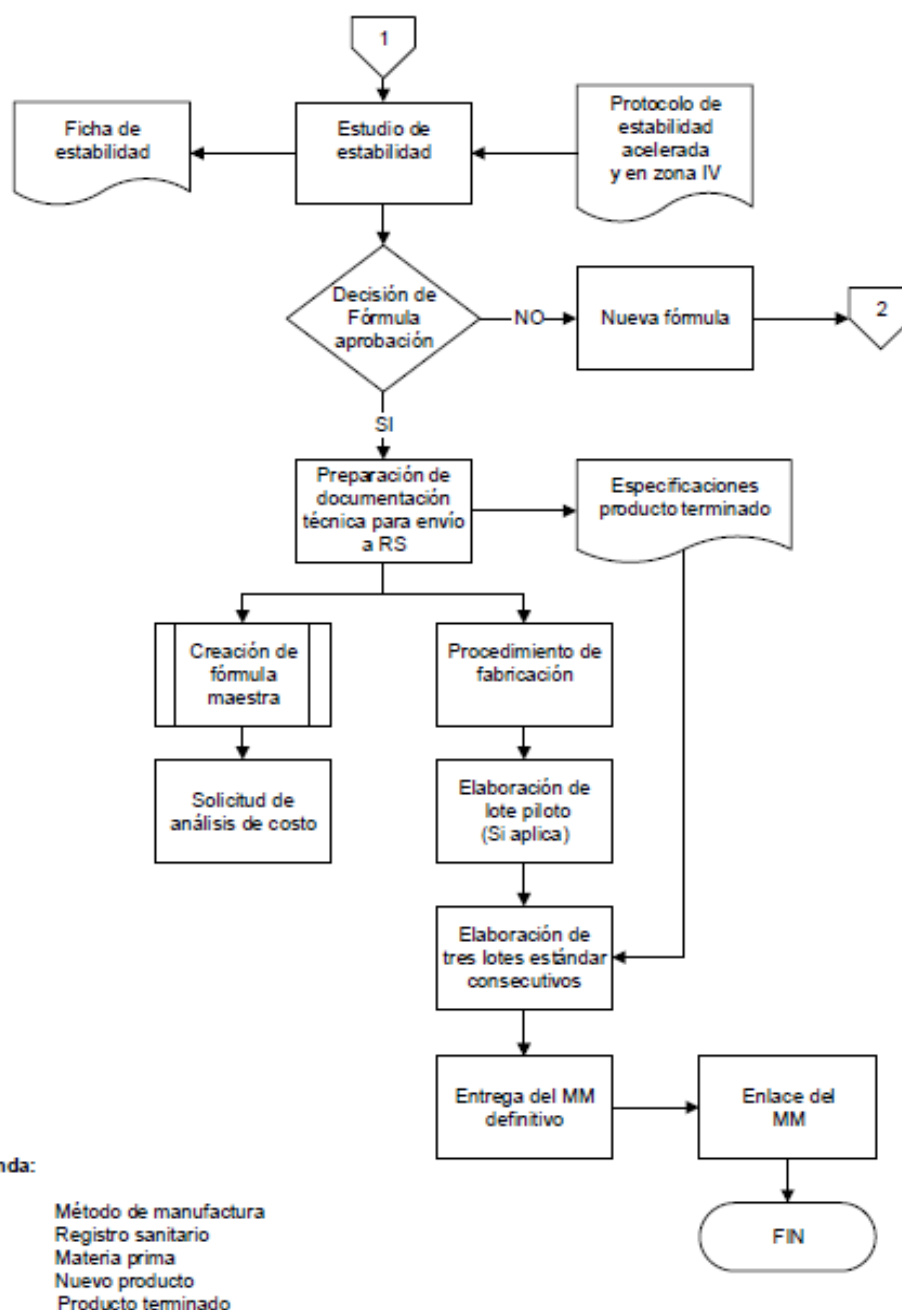 1
Ficha de
estabilidad
Estudio de
estabilidad
Protocolo de
estabilidad
acelerada
y en zona IV
Decisión de
Fórmula
aprobación
NO
Nueva fórmula
2
SI
Preparación de
documentación
técnica para envío
a RS
Especificaciones
producto terminado
Creación de
fórmula
maestra
Procedimiento de
fabricación
Solicitud de
análisis de costo
Elaboración de
lote piloto
(Si aplica)
Elaboración de
tres lotes estándar
consecutivos
Entrega del MM
definitivo
Enlace del
MM
FIN
nda:
Método de manufactura
Registro sanitario
Materia prima
Nuevo producto
Producto terminado